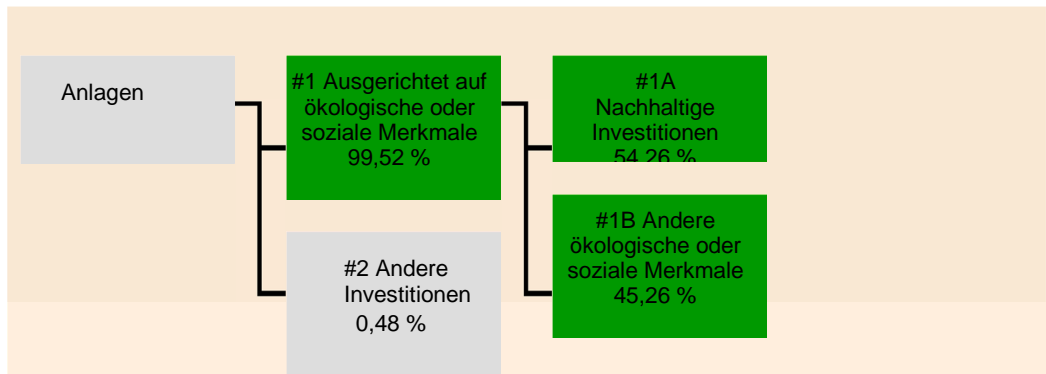 Anlagen
#1 Ausgerichtet auf
ökologische oder
soziale Merkmale
99,52 %
#2 Andere
Investitionen
0,48 %
#1A
Nachhaltige
Investitionen
54,26 %
#1B Andere
ökologische oder
soziale Merkmale
45,26 %